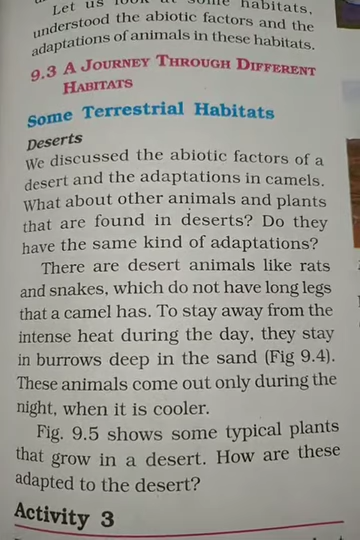 Let us look at some habitats,
understood the abiotic factors and the
adaptations of animals in these habitats.
9.3 A JOURNEY THROUGH DIFFERENT
HABITATS
Some Terrestrial Habitats
Deserts
We discussed the abiotic factors of a
desert and the adaptations in camels.
What about other animals and plants
that are found in deserts? Do they
have the same kind of adaptations?
There are desert animals like rats
and snakes, which do not have long legs
that a camel has. To stay away from the
intense heat during the day, they stay
in burrows deep in the sand (Fig 9.4).
These animals come out only during the
night, when it is cooler.
Fig. 9.5 shows some typical plants
that grow in a desert. How are these
adapted to the desert?
Activity 3